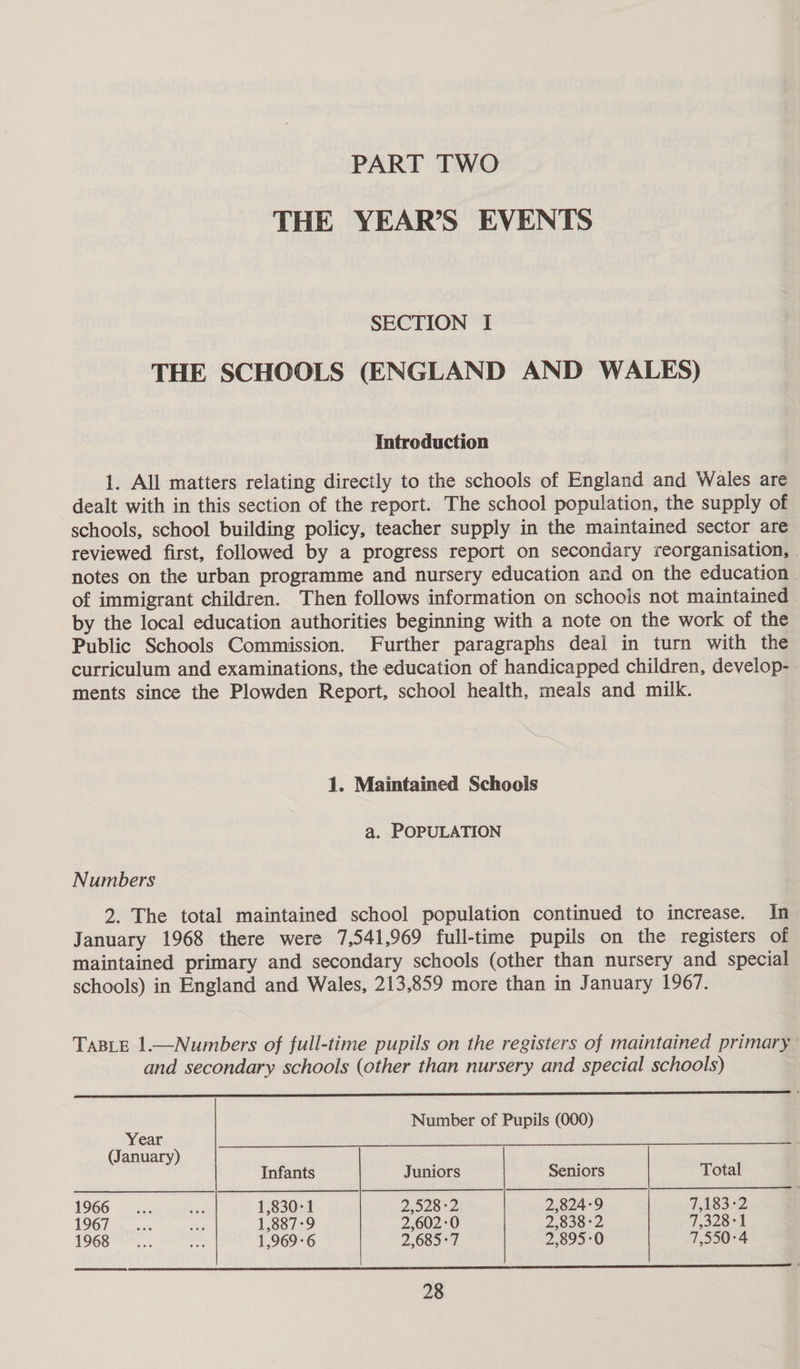 PART TWO
THE YEAR'S EVENTS
SECTION I
THE SCHOOLS (ENGLAND AND WALES)
Introduction
1. All matters relating directly to the schools of England and Wales are
dealt with in this section of the report. The school population, the supply of
schools, school building policy, teacher supply in the maintained sector are
reviewed first, followed by a progress report on secondary reorganisation,
notes on the urban programme and nursery education and on the education
of immigrant children. Then follows information on schools not maintained
by the local education authorities beginning with a note on the work of the
Public Schools Commission. Further paragraphs deal in turn with the
curriculum and examinations, the education of handicapped children, develop-
ments since the Plowden Report, school health, meals and milk.
1. Maintained Schools
a. POPULATION
Numbers
2. The total maintained school population continued to increase. In
January 1968 there were 7,541,969 full-time pupils on the registers of
maintained primary and secondary schools (other than nursery and special
schools) in England and Wales, 213,859 more than in January 1967.
TABLE 1.—Numbers of full-time pupils on the registers of maintained primary
and secondary schools (other than nursery and special schools)
Number of Pupils (000)
Year
(January)
Infants Juniors Seniors Total
1966 ... ... 1,830·1 2,528·2 2,824·9 7,183·2
1967 ... ... 1,887·9 2,602·0 2,838·2 7,328·1
1968 ... ... 1,969·6 2,685·7 2,895·0 7,550·4
28